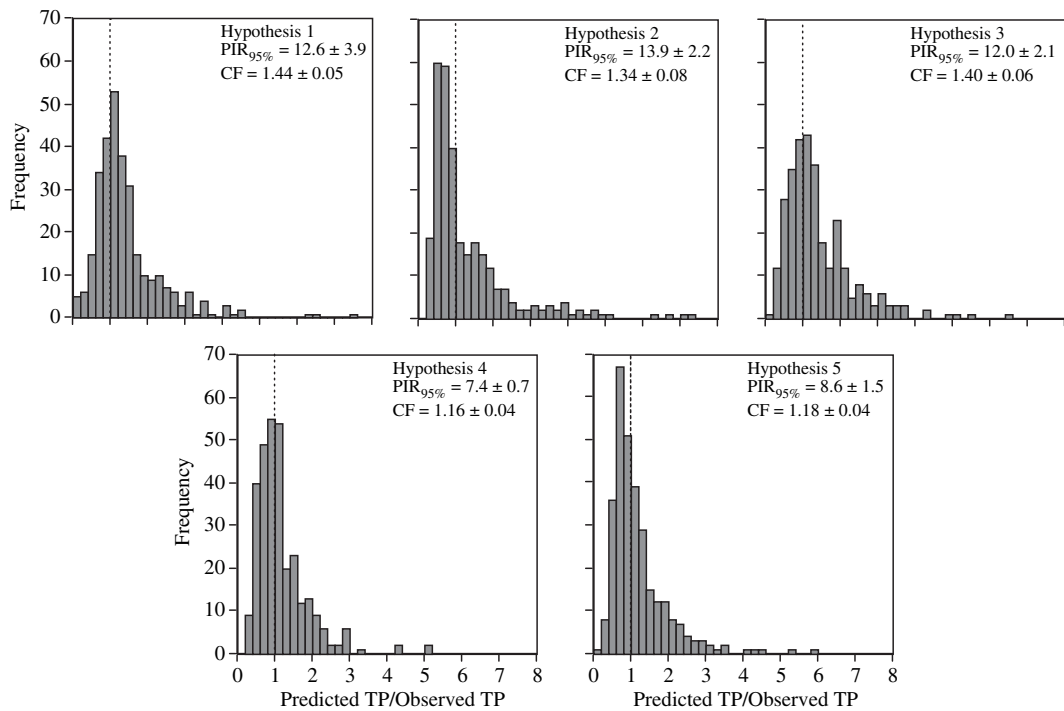 70
60
50
40
30
20
10
0
Frequency
Hypothesis 1
PIR95% = 12.6 ± 3.9
CF = 1.44 ± 0.05
Hypothesis 2
PIR95% = 13.9 ± 2.2
CF = 1.34 ± 0.08
Hypothesis 3
PIR95% = 12.0 ± 2.1
CF = 1.40 ± 0.06
70
60
50
40
30
20
10
0
Frequency
Hypothesis 4
PIR95% = 7.4 ± 0.7
CF = 1.16 ± 0.04
0 1 2 3 4 5 6 7 8
Predicted TP/Observed TP
Hypothesis 5
PIR95% = 8.6 ± 1.5
CF = 1.18 ± 0.04
0 1 2 3 4 5 6 7 8
Predicted TP/Observed TP